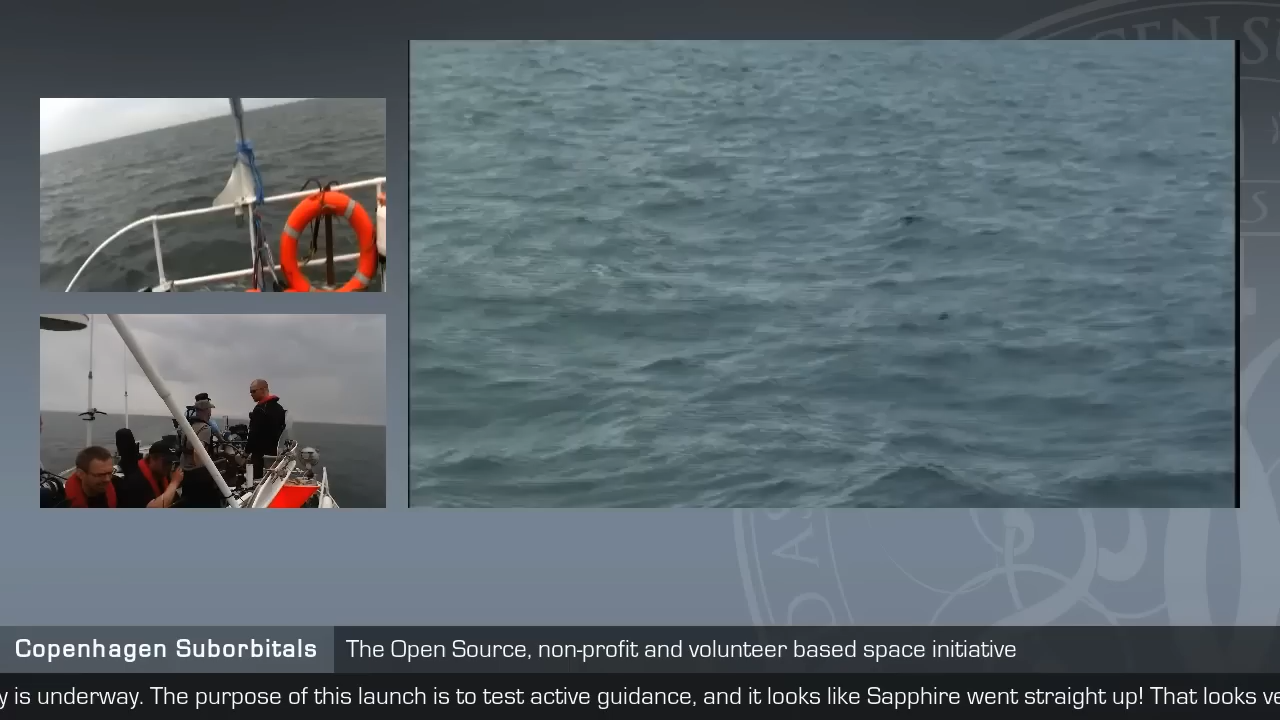 Copenhagen Suborbitals
The Open Source, non-profit and volunteer based space initiative
y is underway. The purpose of this launch is to test active guidance, and it looks like Sapphire went straight up! That looks ve